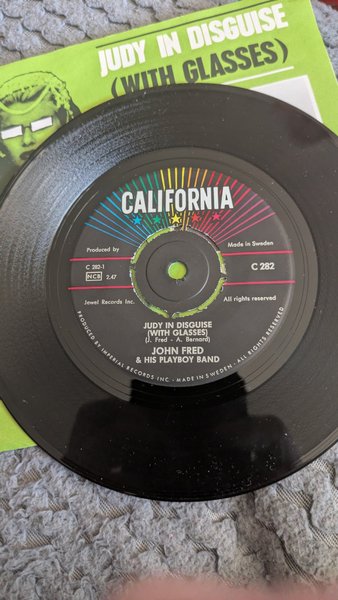 JUDY IN DISGUISE
(WITH GLASSES)
CALIFORNIA
Produced by
Made in Sweden
C 282-1
NCB 2.47
C 282
Jewel Records Inc.
All rights reserved
JUDY IN DISGUISE
(WITH GLASSES)
(J. Fred - A. Bernard)
JOHN FRED
& HIS PLAYBOY BAND
PRODUCED BY IMPERIAL RECORDS INC. - MADE IN SWEDEN - ALL RIGHTS RESERVED